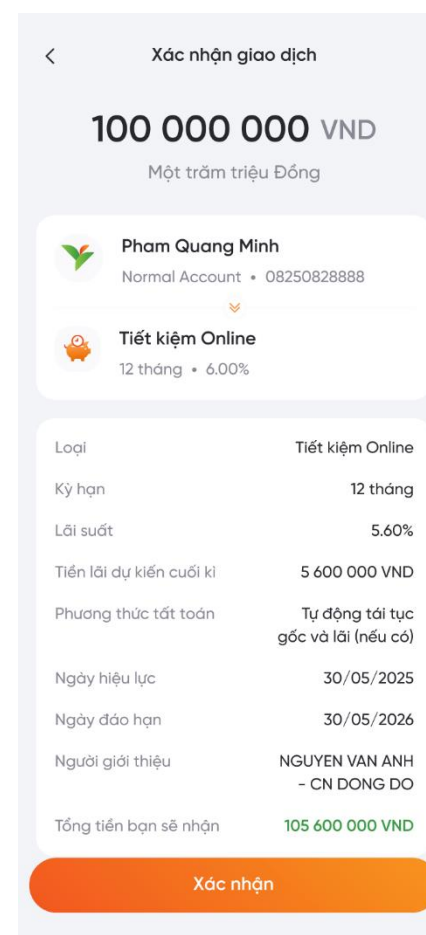 Xác nhận giao dịch
100 000 000 VND
Một trăm triệu Đồng
Pham Quang Minh
Normal Account • 08250828888
Tiết kiệm Online
12 tháng • 6.00%
Loại Tiết kiệm Online
Kỳ hạn 12 tháng
Lãi suất 5.60%
Tiền lãi dự kiến cuối kì 5 600 000 VND
Phương thức tất toán Tự động tái tục
gốc và lãi (nếu có)
Ngày hiệu lực 30/05/2025
Ngày đáo hạn 30/05/2026
Người giới thiệu NGUYEN VAN ANH
- CN DONG DO
Tổng tiền bạn sẽ nhận 105 600 000 VND
Xác nhận